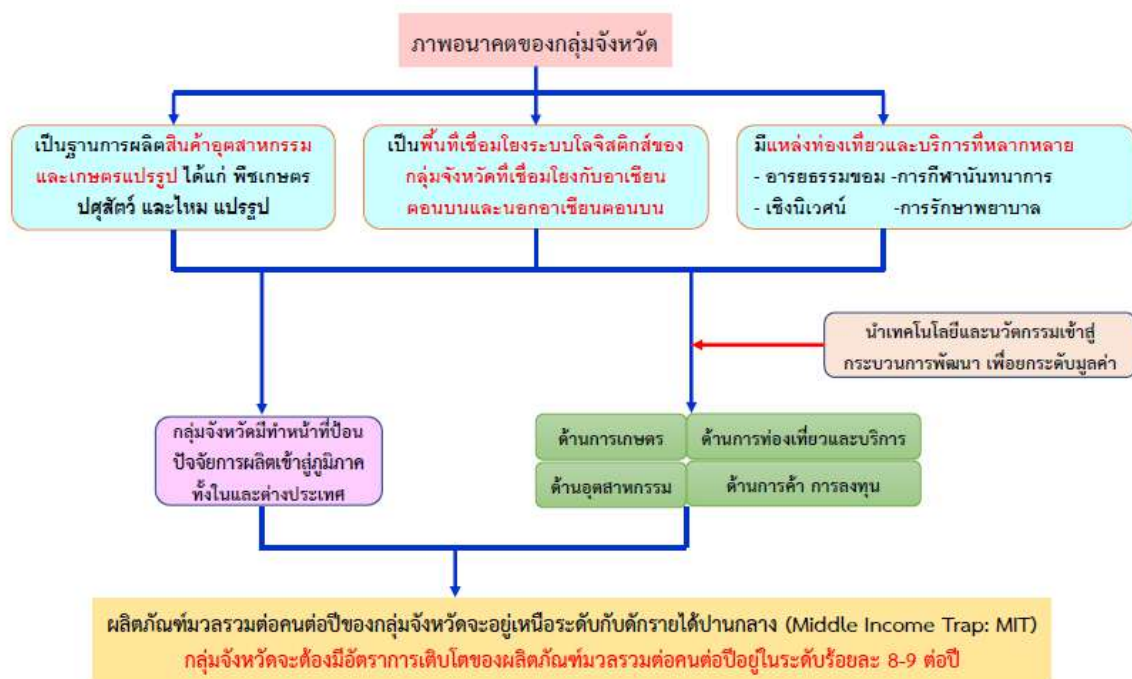 ภาพอนาคตของกลุ่มจังหวัด
เป็นฐานการผลิตสินค้าอุตสาหกรรม
และเกษตรแปรรูป ได้แก่ พืชเกษตร
ปศุสัตว์ และไหม แปรรูป
เป็นพื้นที่เชื่อมโยงระบบโลจิสติกส์ของ
กลุ่มจังหวัดที่เชื่อมโยงกับอาเซียน
ตอนบนและนอกอาเซียนตอนบน
มีแหล่งท่องเที่ยวและบริการที่หลากหลาย
- อารยธรรมขอม -การกีฬานันทนาการ
- เชิงนิเวศน์ -การรักษาพยาบาล
นำเทคโนโลยีและนวัตกรรมเข้าสู่
กระบวนการพัฒนา เพื่อยกระดับมูลค่า
กลุ่มจังหวัดมีทำหน้าที่ป้อน
ปัจจัยการผลิตเข้าสู่ภูมิภาค
ทั้งในและต่างประเทศ
ด้านการเกษตร
ด้านการท่องเที่ยวและบริการ
ด้านอุตสาหกรรม
ด้านการค้า การลงทุน
ผลิตภัณฑ์มวลรวมต่อคนต่อปีของกลุ่มจังหวัดจะอยู่เหนือระดับกับดักรายได้ปานกลาง (Middle Income Trap: MIT)
กลุ่มจังหวัดจะต้องมีอัตราการเติบโตของผลิตภัณฑ์มวลรวมต่อคนต่อปีอยู่ในระดับร้อยละ 8-9 ต่อปี